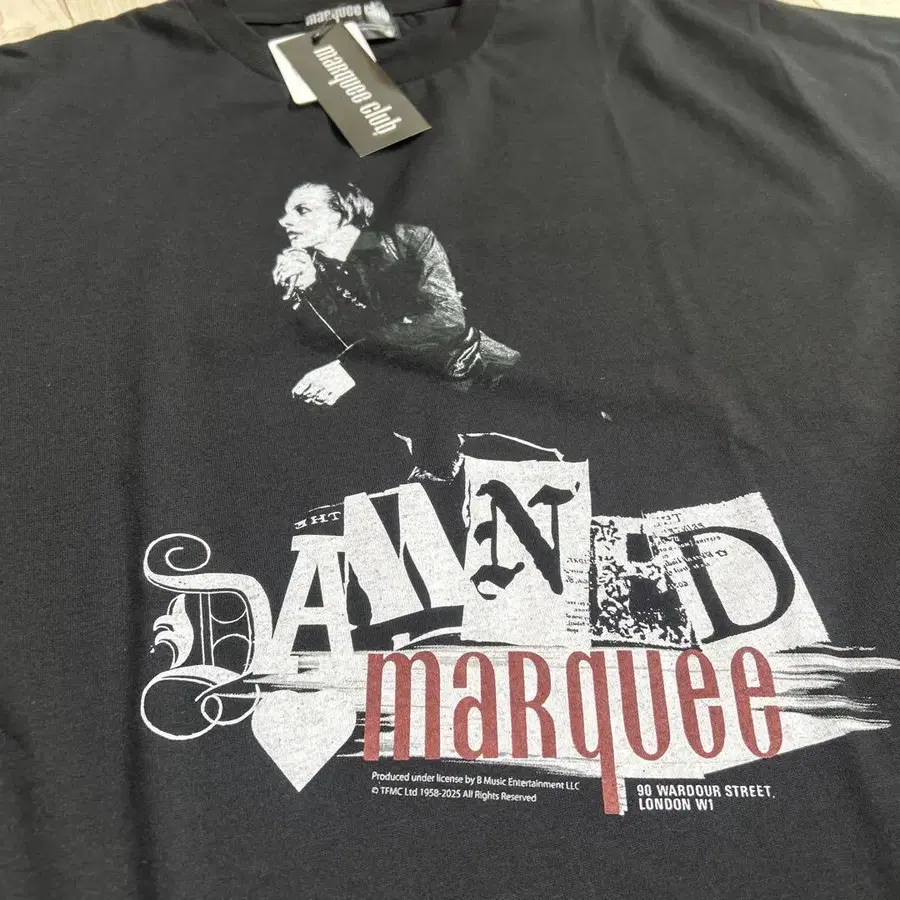 marquee club
marquee club
THE
DAMNED
marquee
Produced under license by B Music Entertainment LLC
© TFMC Ltd 1958-2025 All Rights Reserved
90 WARDOUR STREET,
LONDON W1